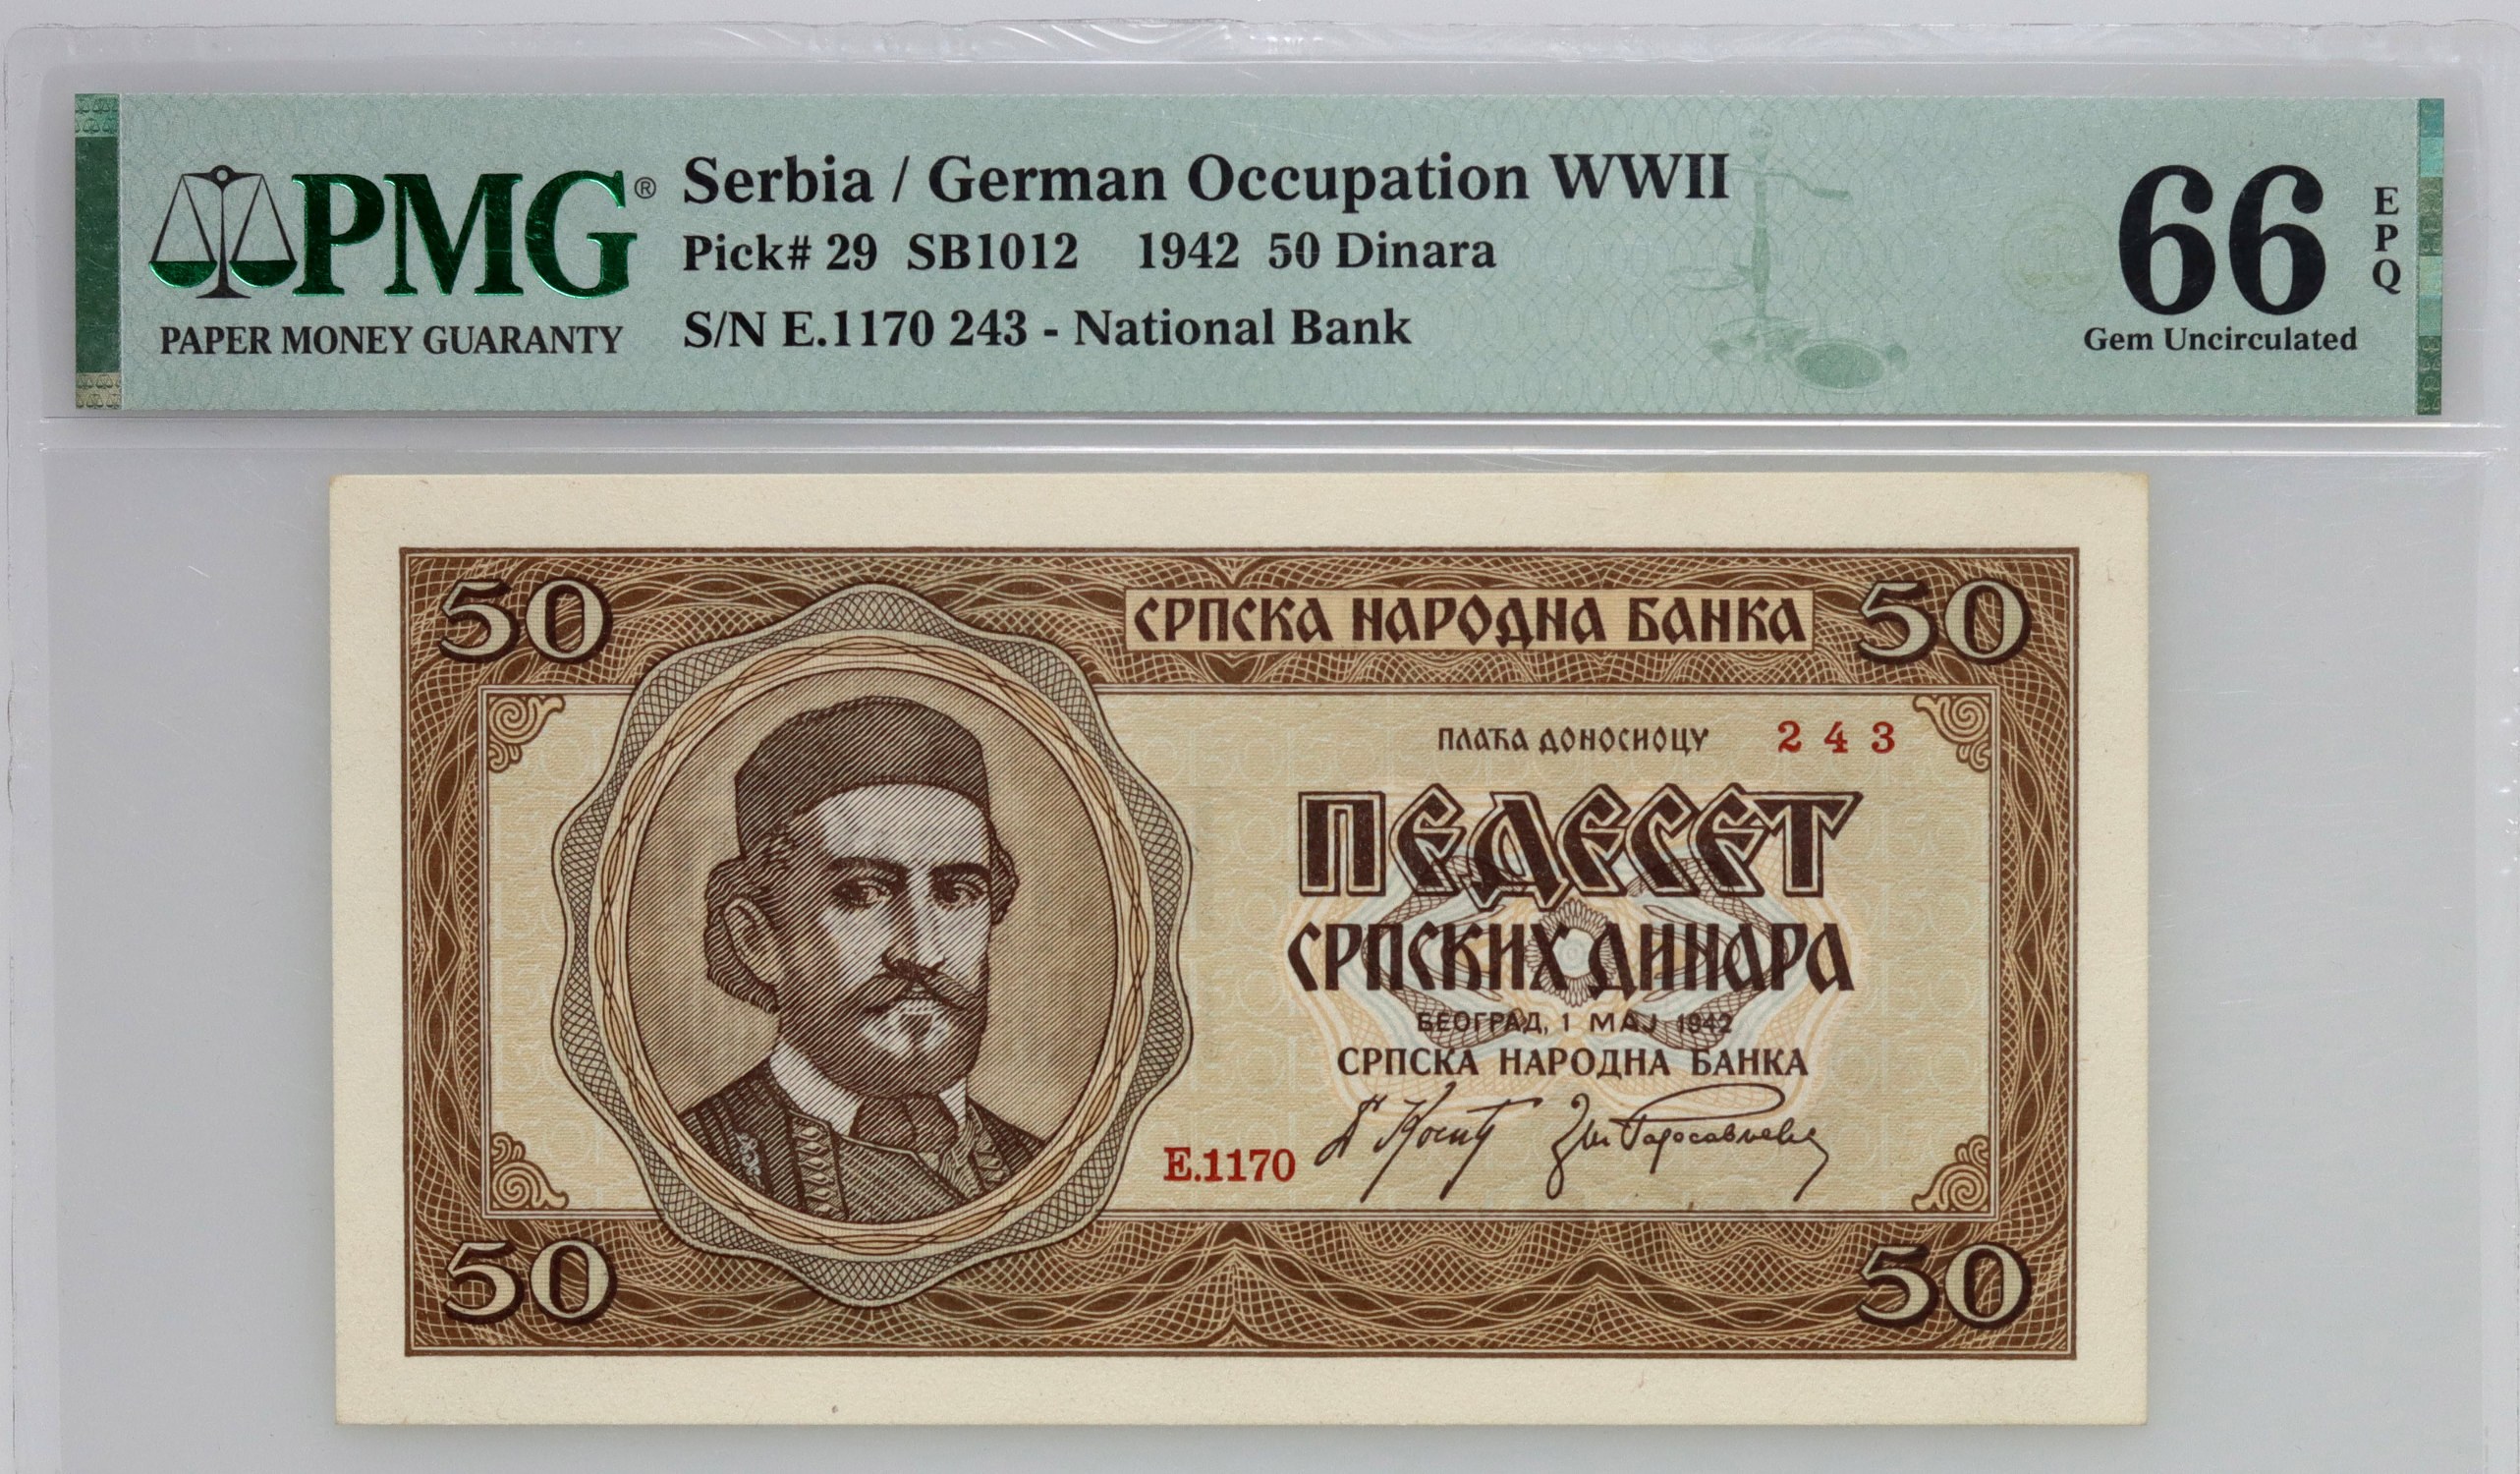 PMG®
PAPER MONEY GUARANTY
Serbia / German Occupation WWII
Pick# 29 SB1012 1942 50 Dinara
S/N E.1170 243 - National Bank
66
EPQ
Gem Uncirculated
50
СРПСКА НАРОДНА БАНКА
50
ПЛАЋА ДОНОСИОЦУ 243
ПЕДЕСЕТ
СРПСКИХ ДИНАРА
БЕОГРАД, 1 МАЈ 1942
СРПСКА НАРОДНА БАНКА
E.1170
50
50